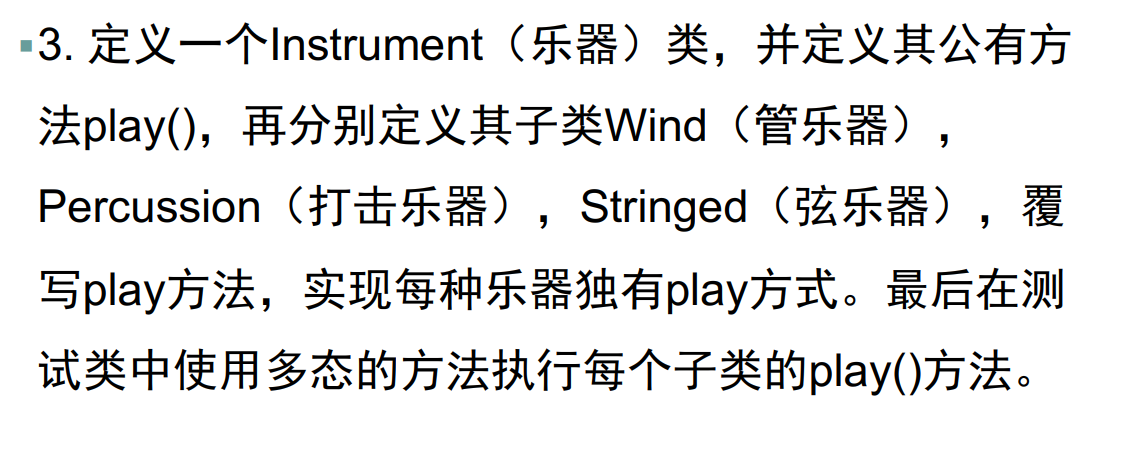 ▪3. 定义一个Instrument（乐器）类，并定义其公有方
法play()，再分别定义其子类Wind（管乐器），
Percussion（打击乐器），Stringed（弦乐器），覆
写play方法，实现每种乐器独有play方式。最后在测
试类中使用多态的方法执行每个子类的play()方法。